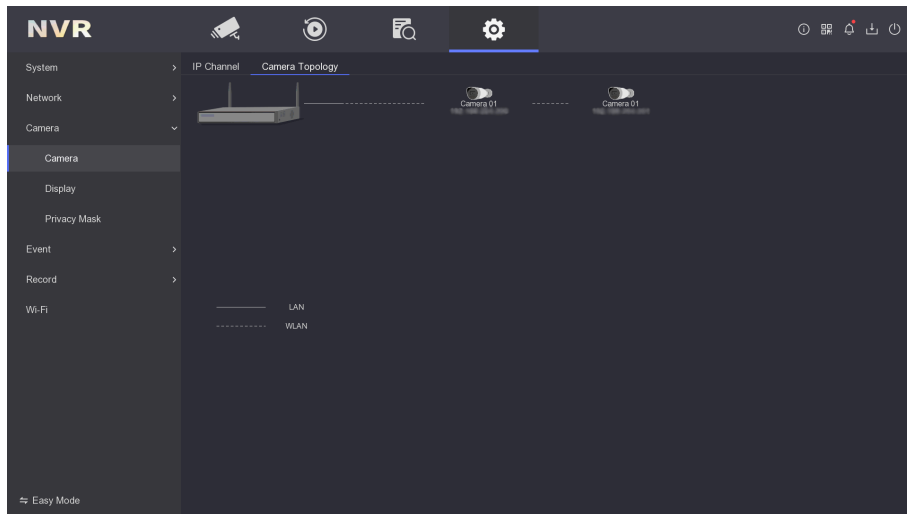 NVR
System
Network
Camera
Camera
Display
Privacy Mask
Event
Record
Wi-Fi
Easy Mode
IP Channel Camera Topology
Camera 01 Camera 01
LAN
WLAN